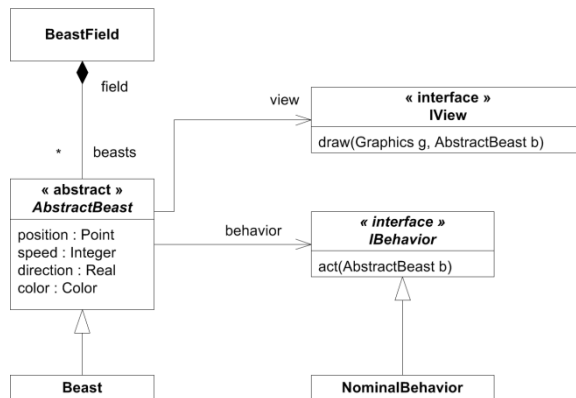 BeastField
field
view
« interface »
IView
draw(Graphics g, AbstractBeast b)
* beasts
« abstract »
AbstractBeast
position : Point
speed : Integer
direction : Real
color : Color
behavior
« interface »
IBehavior
act(AbstractBeast b)
Beast
NominalBehavior